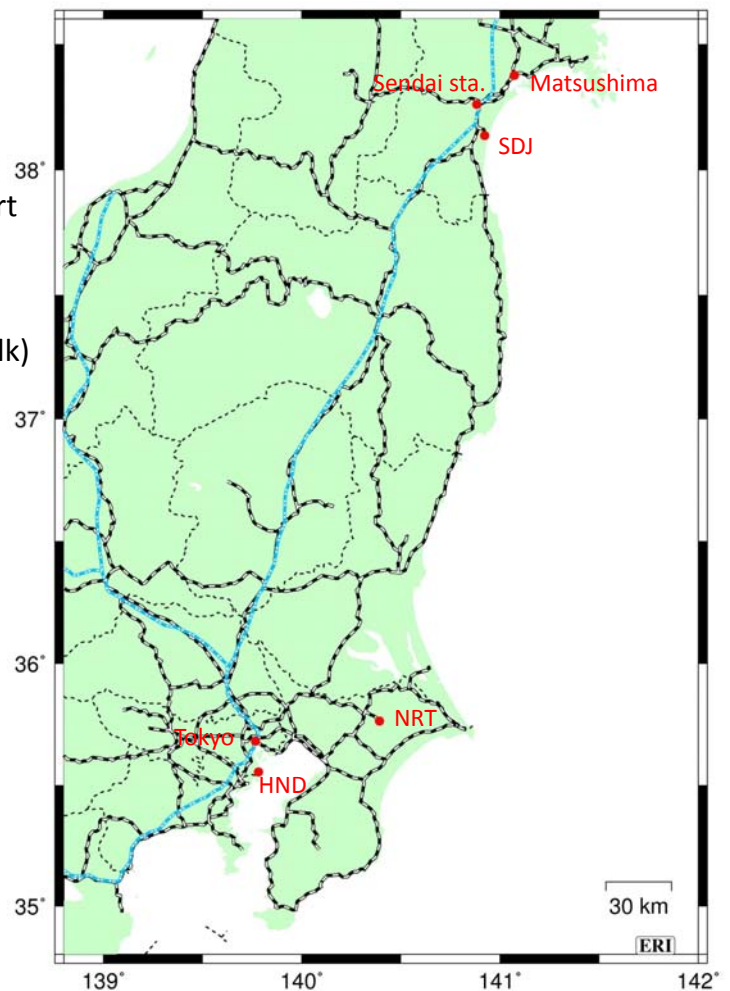 Sendai sta.
Matsushima
SDJ
38°
rt
lk)
37°
36°
NRT
Tokyo
HND
35°
30 km
ERI
139°
140°
141°
142°